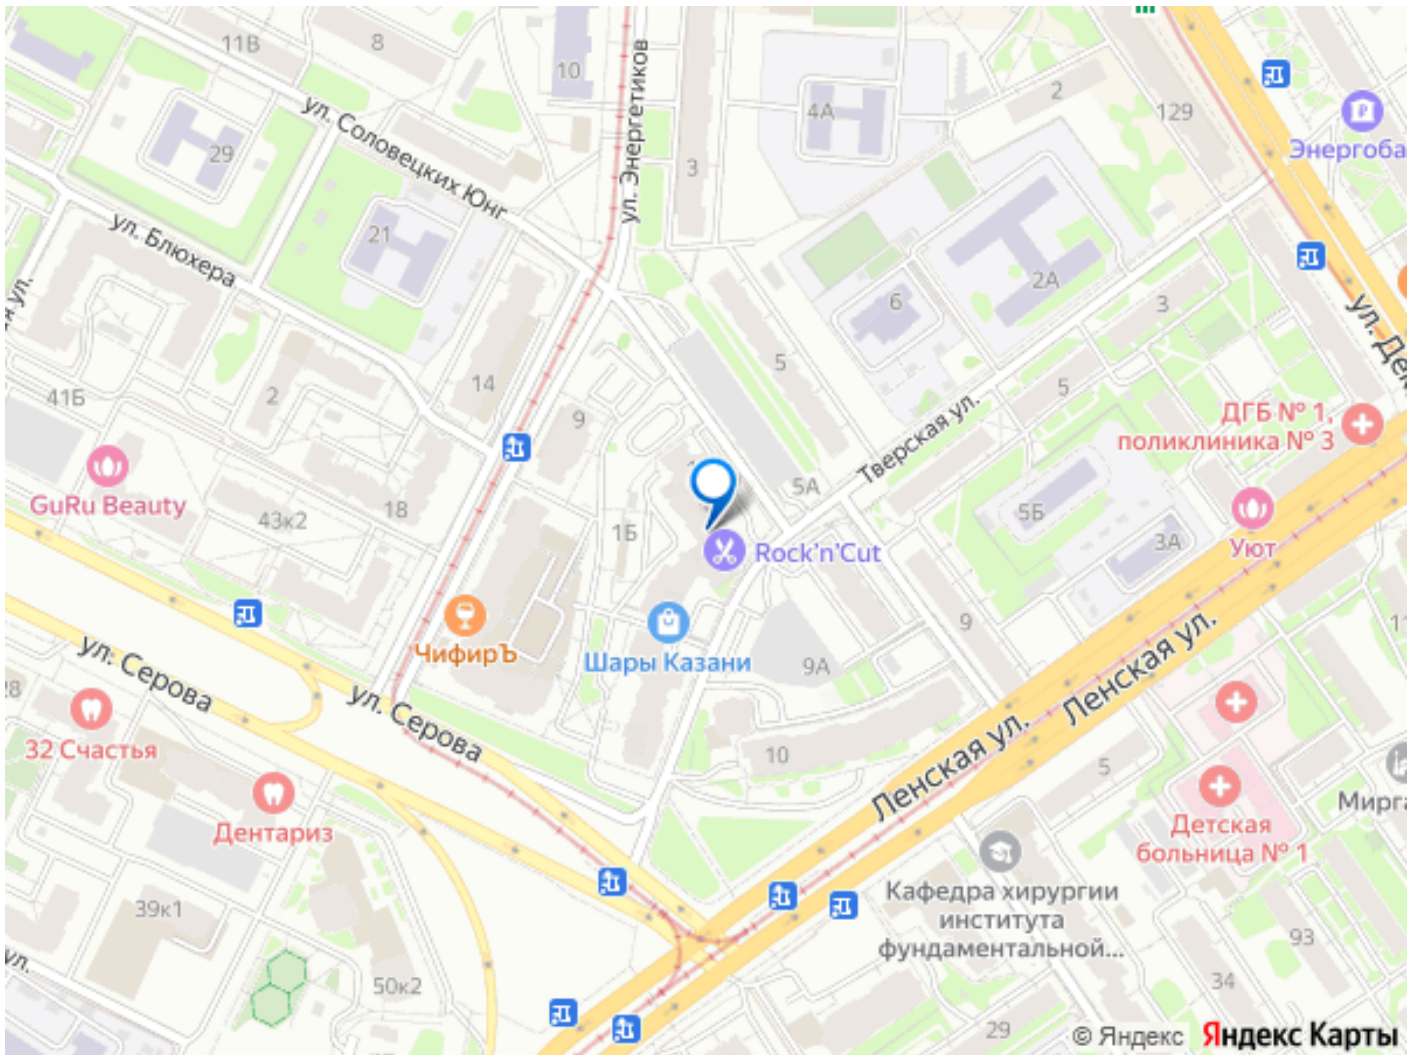 11В
8
10
ул. Энергетиков
4А
2
129
Энергоба
ул. Соловецких Юнг
29
3
21
ул. Блюхера
6
2А
3
ул. Де
14
5
5
41Б
2
9
Тверская ул.
ДГБ № 1,
поликлиника № 3
GuRu Beauty
43к2
18
1Б
5А
5Б
3А
Уют
Rock'n'Cut
ЧифирЪ
Шары Казани
9А
9
Ленская ул.
ул. Серова
ул. Серова
28
32 Счастья
10
Ленская ул.
5
Мирга
Дентариз
Детская
больница № 1
Кафедра хирургии
института
фундаментальной...
39к1
50к2
93
34
29
ул.
© Яндекс Яндекс Карты